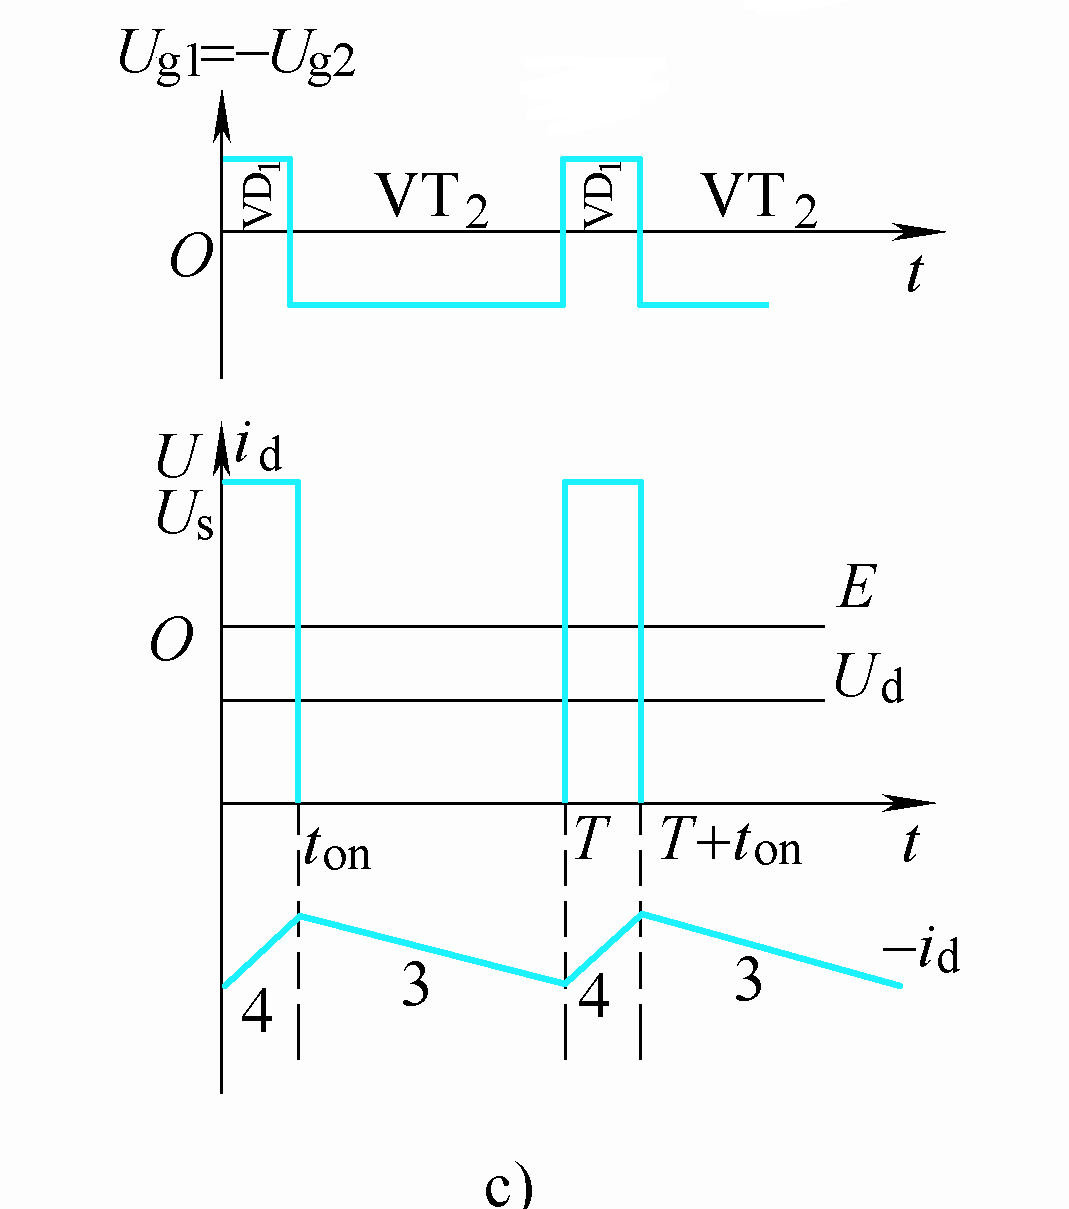 Ug1=−Ug2
VD1 VT2 VD1 VT2
O
t
U id
Us
E
O
Ud
ton T T+ton t
−id
4 3 4 3
c)